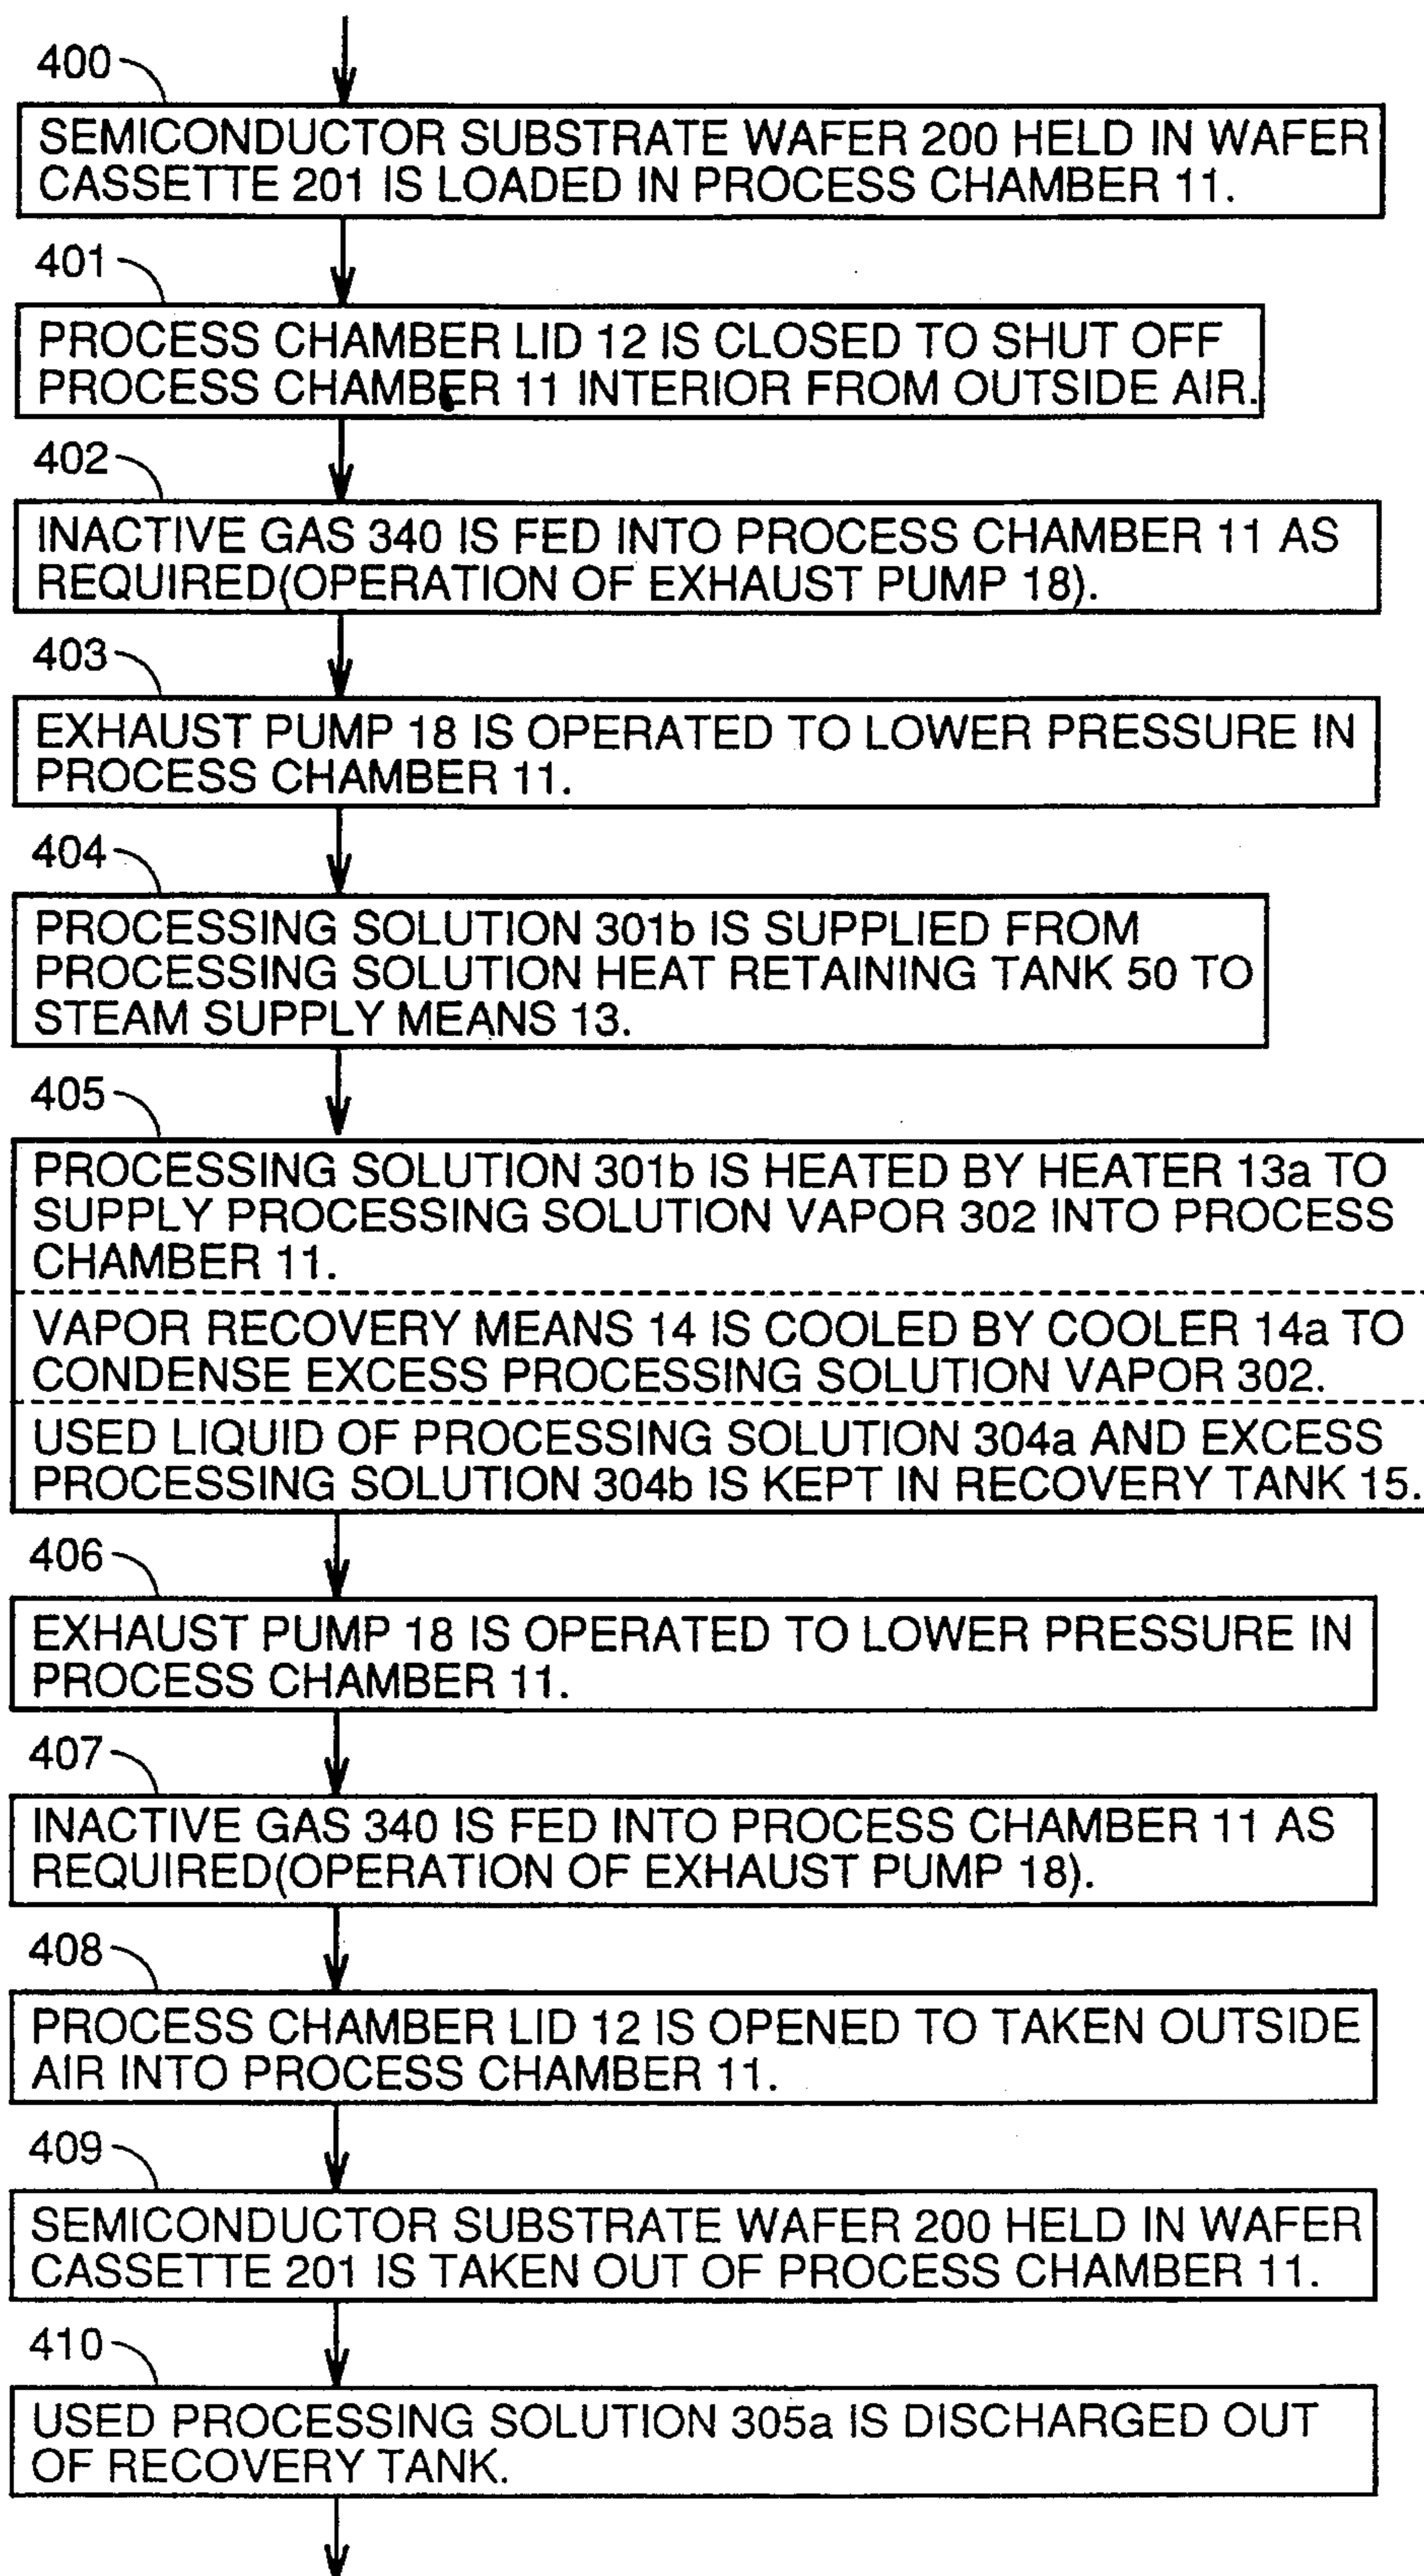 400
SEMICONDUCTOR SUBSTRATE WAFER 200 HELD IN WAFER
CASSETTE 201 IS LOADED IN PROCESS CHAMBER 11.
401
PROCESS CHAMBER LID 12 IS CLOSED TO SHUT OFF
PROCESS CHAMBER 11 INTERIOR FROM OUTSIDE AIR.
402
INACTIVE GAS 340 IS FED INTO PROCESS CHAMBER 11 AS
REQUIRED(OPERATION OF EXHAUST PUMP 18).
403
EXHAUST PUMP 18 IS OPERATED TO LOWER PRESSURE IN
PROCESS CHAMBER 11.
404
PROCESSING SOLUTION 301b IS SUPPLIED FROM
PROCESSING SOLUTION HEAT RETAINING TANK 50 TO
STEAM SUPPLY MEANS 13.
405
PROCESSING SOLUTION 301b IS HEATED BY HEATER 13a TO
SUPPLY PROCESSING SOLUTION VAPOR 302 INTO PROCESS
CHAMBER 11.
VAPOR RECOVERY MEANS 14 IS COOLED BY COOLER 14a TO
CONDENSE EXCESS PROCESSING SOLUTION VAPOR 302.
USED LIQUID OF PROCESSING SOLUTION 304a AND EXCESS
PROCESSING SOLUTION 304b IS KEPT IN RECOVERY TANK 15.
406
EXHAUST PUMP 18 IS OPERATED TO LOWER PRESSURE IN
PROCESS CHAMBER 11.
407
INACTIVE GAS 340 IS FED INTO PROCESS CHAMBER 11 AS
REQUIRED(OPERATION OF EXHAUST PUMP 18).
408
PROCESS CHAMBER LID 12 IS OPENED TO TAKEN OUTSIDE
AIR INTO PROCESS CHAMBER 11.
409
SEMICONDUCTOR SUBSTRATE WAFER 200 HELD IN WAFER
CASSETTE 201 IS TAKEN OUT OF PROCESS CHAMBER 11.
410
USED PROCESSING SOLUTION 305a IS DISCHARGED OUT
OF RECOVERY TANK.